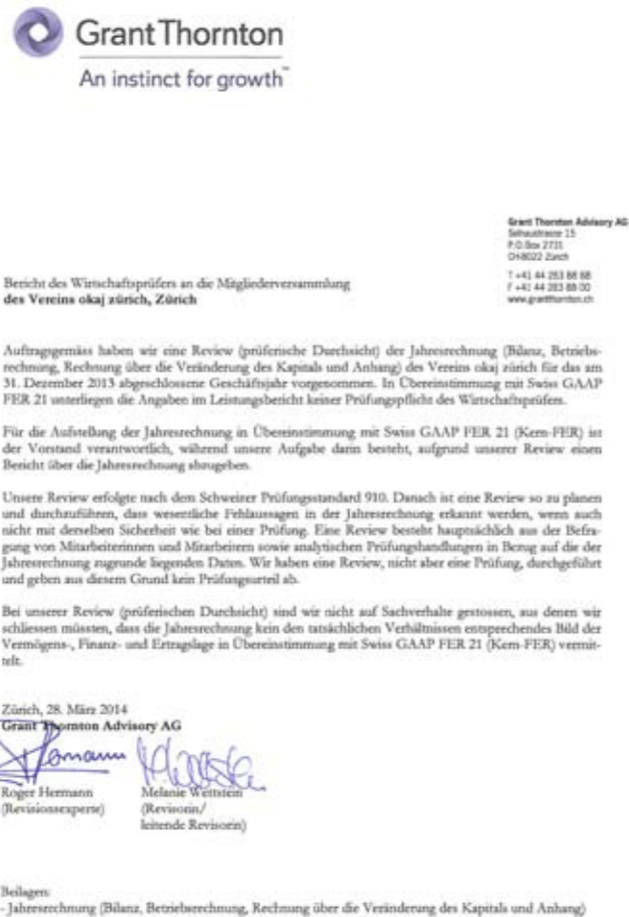 Grant Thornton
An instinct for growth™
Grant Thornton Advisory AG
P.O.Box 2731
CH-8022 Zürich
T +41 44 283 88 88
F +41 44 283 88 00
www.grantthornton.ch
Bericht des Wirtschaftsprüfers an die Mitgliederversammlung
des Vereins okaj zürich, Zürich
Auftragsgemäss haben wir eine Review (prüferische Durchsicht) der Jahresrechnung (Bilanz, Betriebs-
rechnung, Rechnung über die Veränderung des Kapitals und Anhang) des Vereins okaj zürich für das am
31. Dezember 2013 abgeschlossene Geschäftsjahr vorgenommen. In Übereinstimmung mit Swiss GAAP
FER 21 unterliegen die Angaben im Leistungsbericht keiner Prüfungspflicht des Wirtschaftsprüfers.
Für die Aufstellung der Jahresrechnung in Übereinstimmung mit Swiss GAAP FER 21 (Kern-FER) ist
der Vorstand verantwortlich, während unsere Aufgabe darin besteht, aufgrund unserer Review einen
Bericht über die Jahresrechnung abzugeben.
Unsere Review erfolgte nach dem Schweizer Prüfungsstandard 910. Danach ist eine Review so zu planen
und durchzuführen, dass wesentliche Fehlaussagen in der Jahresrechnung erkannt werden, wenn auch
nicht mit derselben Sicherheit wie bei einer Prüfung. Eine Review besteht hauptsächlich aus der Befra-
gung von Mitarbeiterinnen und Mitarbeitern sowie analytischen Prüfungshandlungen in Bezug auf die der
Jahresrechnung zugrunde liegenden Daten. Wir haben eine Review, nicht aber eine Prüfung, durchgeführt
und geben aus diesem Grund kein Prüfungsurteil ab.
Bei unserer Review (prüferischen Durchsicht) sind wir nicht auf Sachverhalte gestossen, aus denen wir
schliessen müssten, dass die Jahresrechnung kein den tatsächlichen Verhältnissen entsprechendes Bild der
Vermögens-, Finanz- und Ertragslage in Übereinstimmung mit Swiss GAAP FER 21 (Kern-FER) vermit-
telt.
Zürich, 28. März 2014
Grant Thornton Advisory AG
Roger Hermann Melanie Wettstein
(Revisionsexperte) (Revisorin/
leitende Revisorin)
Beilagen:
- Jahresrechnung (Bilanz, Betriebsrechnung, Rechnung über die Veränderung des Kapitals und Anhang)